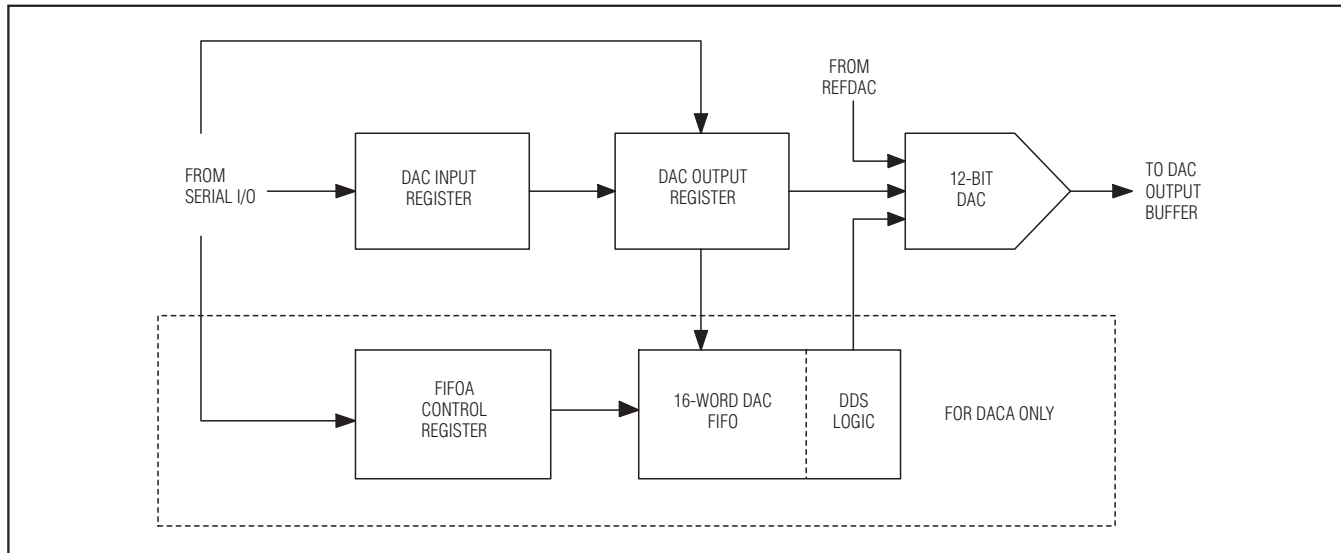 FROM
REFDAC
FROM
SERIAL I/O
DAC INPUT
REGISTER
DAC OUTPUT
REGISTER
12-BIT
DAC
TO DAC
OUTPUT
BUFFER
FIFOA
CONTROL
REGISTER
16-WORD DAC
FIFO
DDS
LOGIC
FOR DACA ONLY